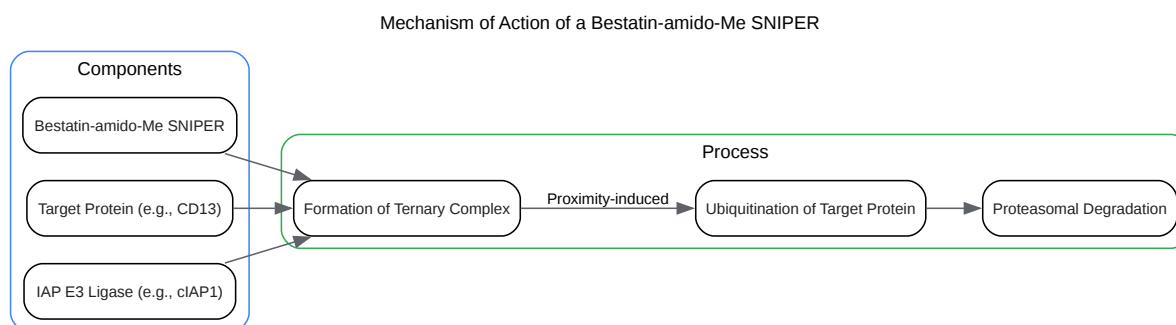 Mechanism of Action of a Bestatin-amido-Me SNIPER
Components
Bestatin-amido-Me SNIPER
Target Protein (e.g., CD13)
IAP E3 Ligase (e.g., cIAP1)
Process
Formation of Ternary Complex
Proximity-induced
Ubiquitination of Target Protein
Proteasomal Degradation